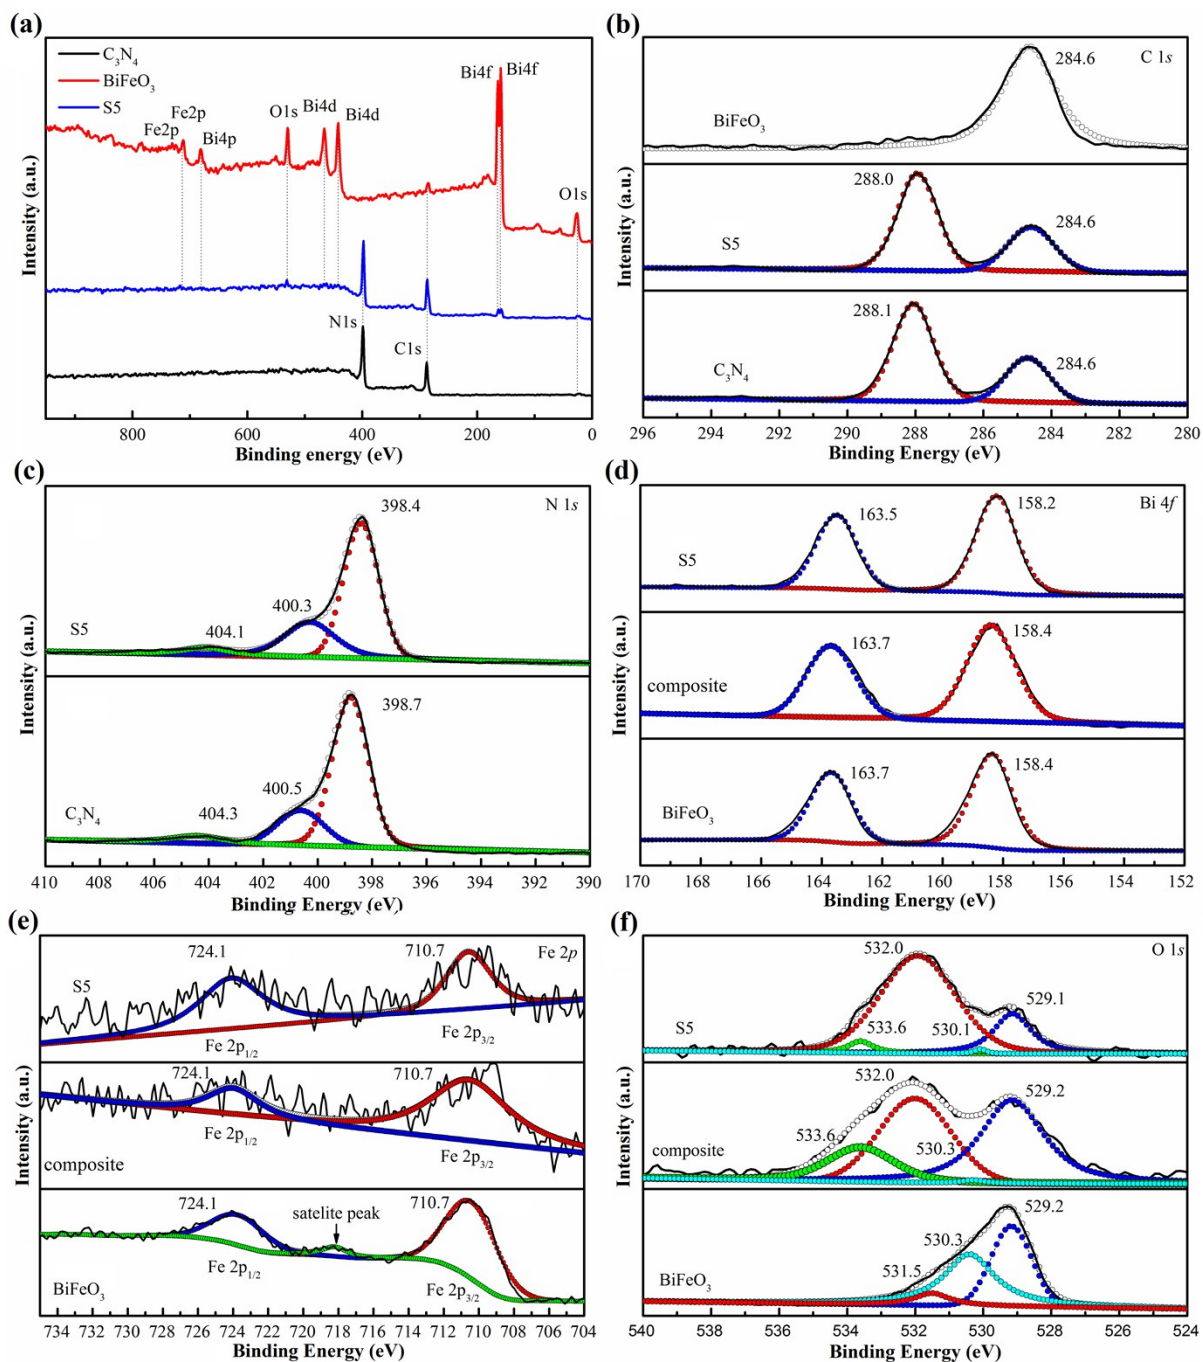 (a)
C₃N₄
BiFeO₃
S5
Fe2p
Fe2p
Bi4p
O1s
Bi4d
Bi4d
Bi4f
Bi4f
O1s
N1s
C1s
Intensity (a.u.)
800 600 400 200 0
Binding energy (eV)
(b)
C 1s
284.6
BiFeO₃
288.0
284.6
S5
288.1
284.6
C₃N₄
Intensity (a.u.)
296 294 292 290 288 286 284 282 280
Binding Energy (eV)
(c)
N 1s
398.4
400.3
404.1
S5
398.7
400.5
404.3
C₃N₄
Intensity (a.u.)
410 408 406 404 402 400 398 396 394 392 390
Binding Energy (eV)
(d)
Bi 4f
163.5
158.2
S5
163.7
158.4
composite
163.7
158.4
BiFeO₃
Intensity (a.u.)
170 168 166 164 162 160 158 156 154 152
Binding Energy (eV)
(e)
Fe 2p
724.1
710.7
S5
Fe 2p₁/₂
Fe 2p₃/₂
724.1
710.7
Fe 2p₁/₂
Fe 2p₃/₂
composite
724.1
satelite peak
710.7
Fe 2p₁/₂
Fe 2p₃/₂
BiFeO₃
Intensity (a.u.)
734 732 730 728 726 724 722 720 718 716 714 712 710 708 706 704
Binding Energy (eV)
(f)
O 1s
532.0
529.1
533.6
530.1
S5
532.0
529.2
533.6
530.3
composite
529.2
530.3
531.5
BiFeO₃
Intensity (a.u.)
540 538 536 534 532 530 528 526 524
Binding Energy (eV)